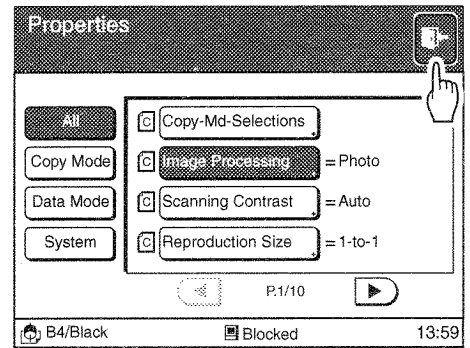 Properties
All
C Copy-Md-Selections
Copy Mode
C Image Processing = Photo
Data Mode
C Scanning Contrast = Auto
System
C Reproduction Size = 1-to-1
P.1/10
B4/Black Blocked 13:59